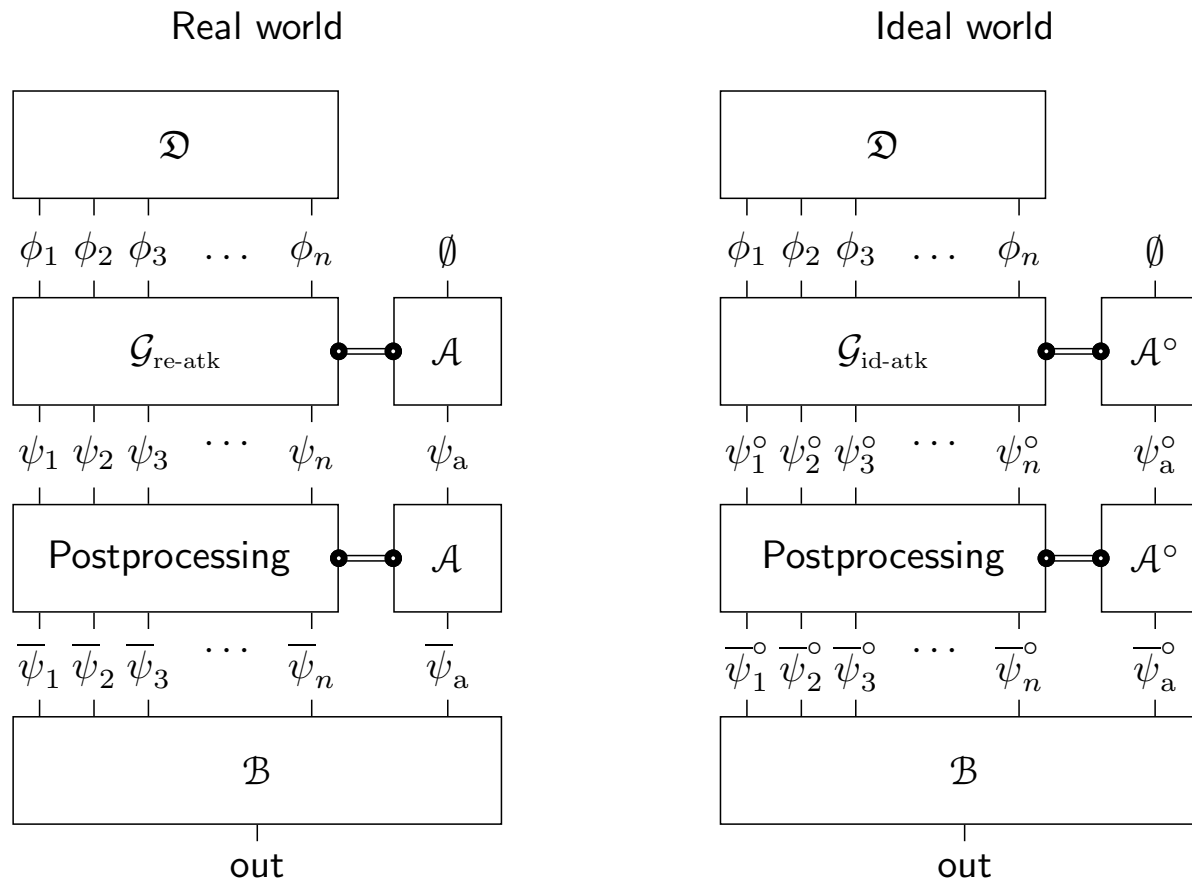 Real world Ideal world
𝔇 𝔇
ϕ₁ ϕ₂ ϕ₃ … ϕₙ ∅ ϕ₁ ϕ₂ ϕ₃ … ϕₙ ∅
𝒢re-atk 𝒜 𝒢id-atk 𝒜°
ψ₁ ψ₂ ψ₃ … ψₙ ψₐ ψ₁° ψ₂° ψ₃° … ψₙ° ψₐ°
Postprocessing 𝒜 Postprocessing 𝒜°
ψ̅₁ ψ̅₂ ψ̅₃ … ψ̅ₙ ψ̅ₐ ψ̅₁° ψ̅₂° ψ̅₃° … ψ̅ₙ° ψ̅ₐ°
ℬ ℬ
out out